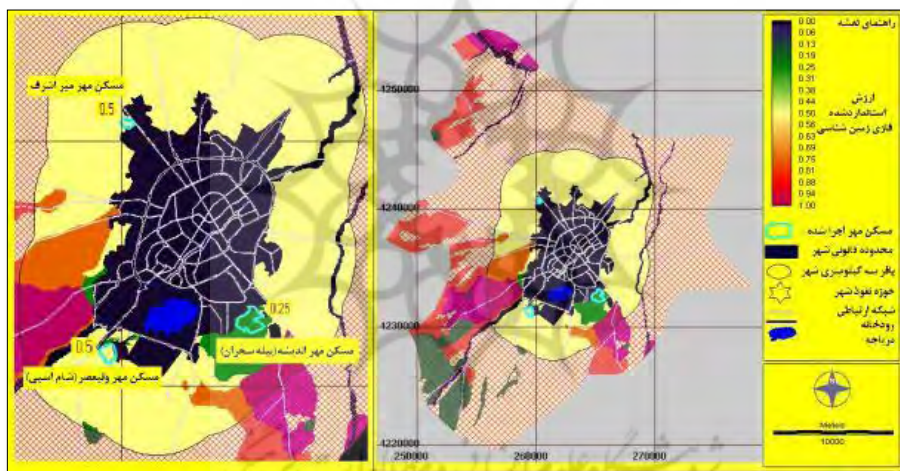 مسکن مهر میر اشرف
0.5
0.25
مسکن مهر اندیشه(پیله سحران)
0.5
مسکن مهر ولیعصر (شام اسبی)
4250000
4240000
4230000
4220000
250000
260000
270000
راهنمای نقشه
0.00
0.06
0.13
0.19
0.25
0.31
0.38
0.44
0.50
0.56
0.63
0.69
0.75
0.81
0.88
0.94
1.00
ارزش
استانداردشده
فازی زمین شناسی
مسکن مهر اجرا شده
محدوده قانونی شهر
بافر سه کیلومتری شهر
حوزه نفوذ شهر
شبکه ارتباطی
رودخانه
دریاچه
Meters
10000